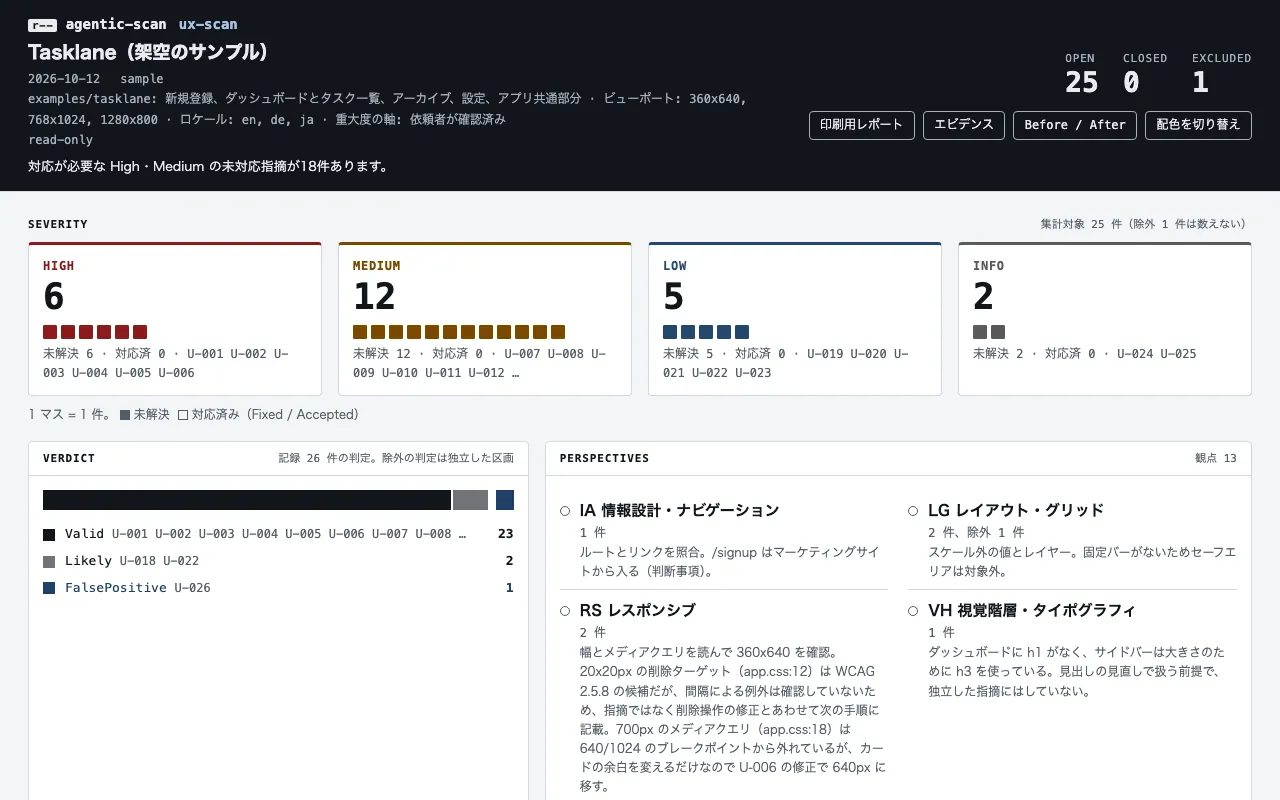 r-- agentic-scan ux-scan
Tasklane（架空のサンプル）
2026-10-12 sample
examples/tasklane: 新規登録、ダッシュボードとタスク一覧、アーカイブ、設定、アプリ共通部分 · ビューポート: 360x640,
768x1024, 1280x800 · ロケール: en, de, ja · 重大度の軸: 依頼者が確認済み
read-only
対応が必要な High・Medium の未対応指摘が18件あります。
OPEN CLOSED EXCLUDED
25 0 1
印刷用レポート エビデンス Before / After 配色を切り替え
SEVERITY
集計対象 25 件（除外 1 件は数えない）
HIGH
6
未解決 6 · 対応済 0 · U-001 U-002 U-
003 U-004 U-005 U-006
MEDIUM
12
未解決 12 · 対応済 0 · U-007 U-008 U-
009 U-010 U-011 U-012 …
LOW
5
未解決 5 · 対応済 0 · U-019 U-020 U-
021 U-022 U-023
INFO
2
未解決 2 · 対応済 0 · U-024 U-025
1 マス = 1 件。 未解決 対応済み（Fixed / Accepted）
VERDICT
記録 26 件の判定。除外の判定は独立した区画
Valid U-001 U-002 U-003 U-004 U-005 U-006 U-007 U-008 … 23
Likely U-018 U-022 2
FalsePositive U-026 1
PERSPECTIVES
観点 13
IA 情報設計・ナビゲーション
1 件
ルートとリンクを照合。/signup はマーケティングサイ
トから入る（判断事項）。
LG レイアウト・グリッド
2 件、除外 1 件
スケール外の値とレイヤー。固定バーがないためセーフエ
リアは対象外。
RS レスポンシブ
2 件
幅とメディアクエリを読んで 360x640 を確認。
20x20px の削除ターゲット（app.css:12）は WCAG
2.5.8 の候補だが、間隔による例外は確認していないた
め、指摘ではなく削除操作の修正とあわせて次の手順に
記載。700px のメディアクエリ（app.css:18）は
640/1024 のブレークポイントから外れているが、カー
ドの余白を変えるだけなので U-006 の修正で 640px に
移す。
VH 視覚階層・タイポグラフィ
1 件
ダッシュボードに h1 がなく、サイドバーは大きさのた
めに h3 を使っている。見出しの見直しで扱う前提で、
独立した指摘にはしていない。